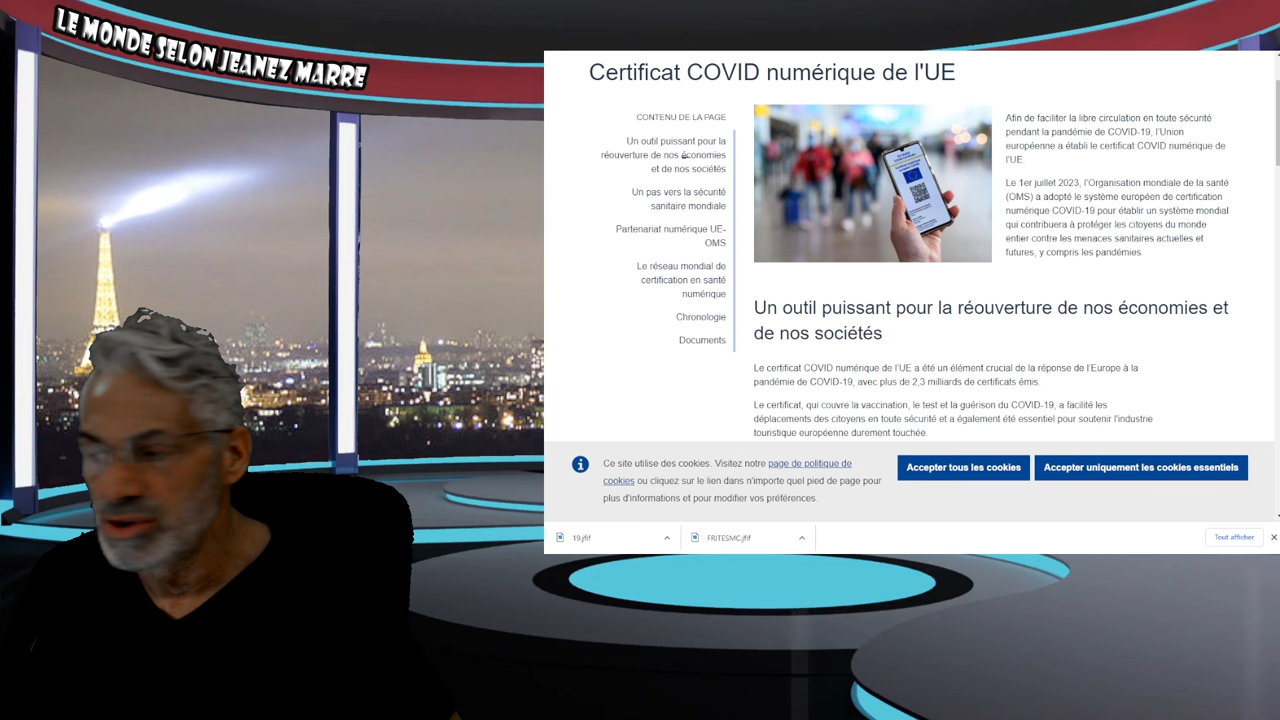 LE MONDE SELON JEANEZ MARRE
Certificat COVID numérique de l'UE
CONTENU DE LA PAGE
Un outil puissant pour la
réouverture de nos économies
et de nos sociétés
Un pas vers la sécurité
sanitaire mondiale
Partenariat numérique UE-
OMS
Le réseau mondial de
certification en santé
numérique
Chronologie
Documents
Afin de faciliter la libre circulation en toute sécurité
pendant la pandémie de COVID-19, l'Union
européenne a établi le certificat COVID numérique de
l'UE.
Le 1er juillet 2023, l'Organisation mondiale de la santé
(OMS) a adopté le système européen de certification
numérique COVID-19 pour établir un système mondial
qui contribuera à protéger les citoyens du monde
entier contre les menaces sanitaires actuelles et
futures, y compris les pandémies.
Un outil puissant pour la réouverture de nos économies et
de nos sociétés
Le certificat COVID numérique de l'UE a été un élément crucial de la réponse de l'Europe à la
pandémie de COVID-19, avec plus de 2,3 milliards de certificats émis.
Le certificat, qui couvre la vaccination, le test et la guérison du COVID-19, a facilité les
déplacements des citoyens en toute sécurité et a également été essentiel pour soutenir l'industrie
touristique européenne durement touchée.
Ce site utilise des cookies. Visitez notre page de politique de
cookies ou cliquez sur le lien dans n'importe quel pied de page pour
plus d'informations et pour modifier vos préférences.
Accepter tous les cookies
Accepter uniquement les cookies essentiels
19.jfif
FRITESMC.jfif
Tout afficher